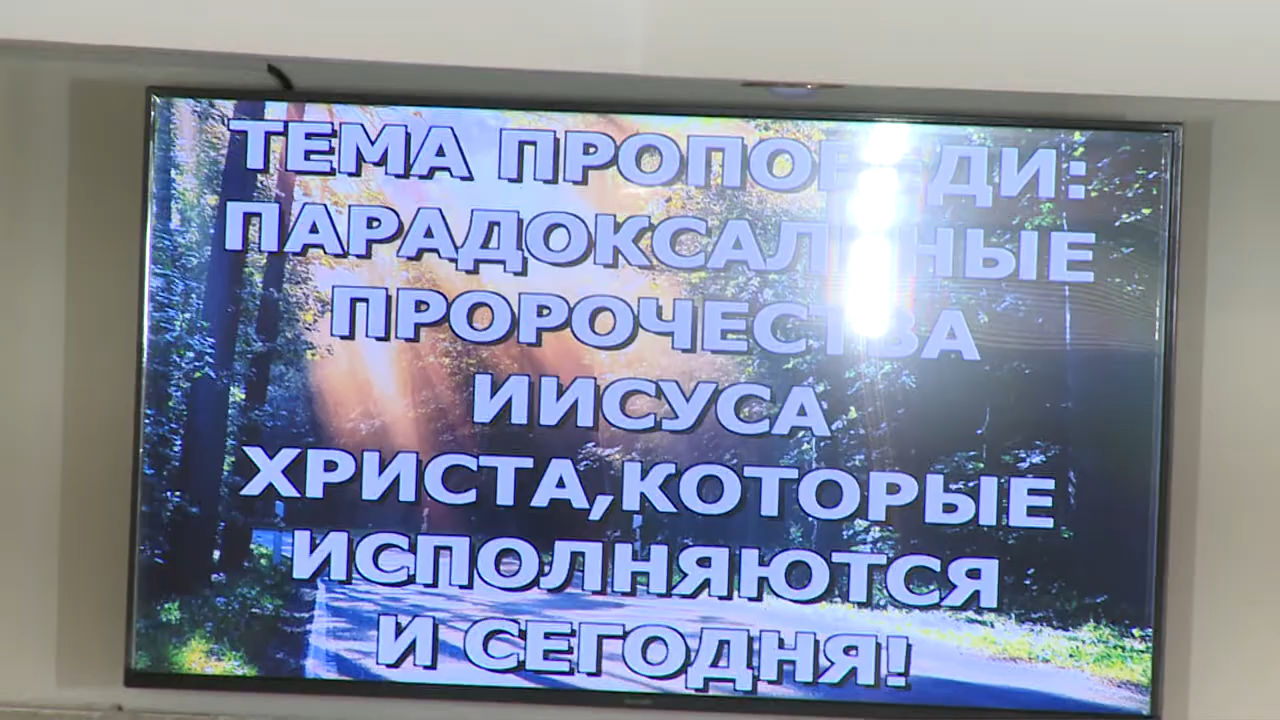 ТЕМА ПРОПОВЕДИ:
ПАРАДОКСАЛЬНЫЕ
ПРОРОЧЕСТВА
ИИСУСА
ХРИСТА,КОТОРЫЕ
ИСПОЛНЯЮТСЯ
И СЕГОДНЯ!